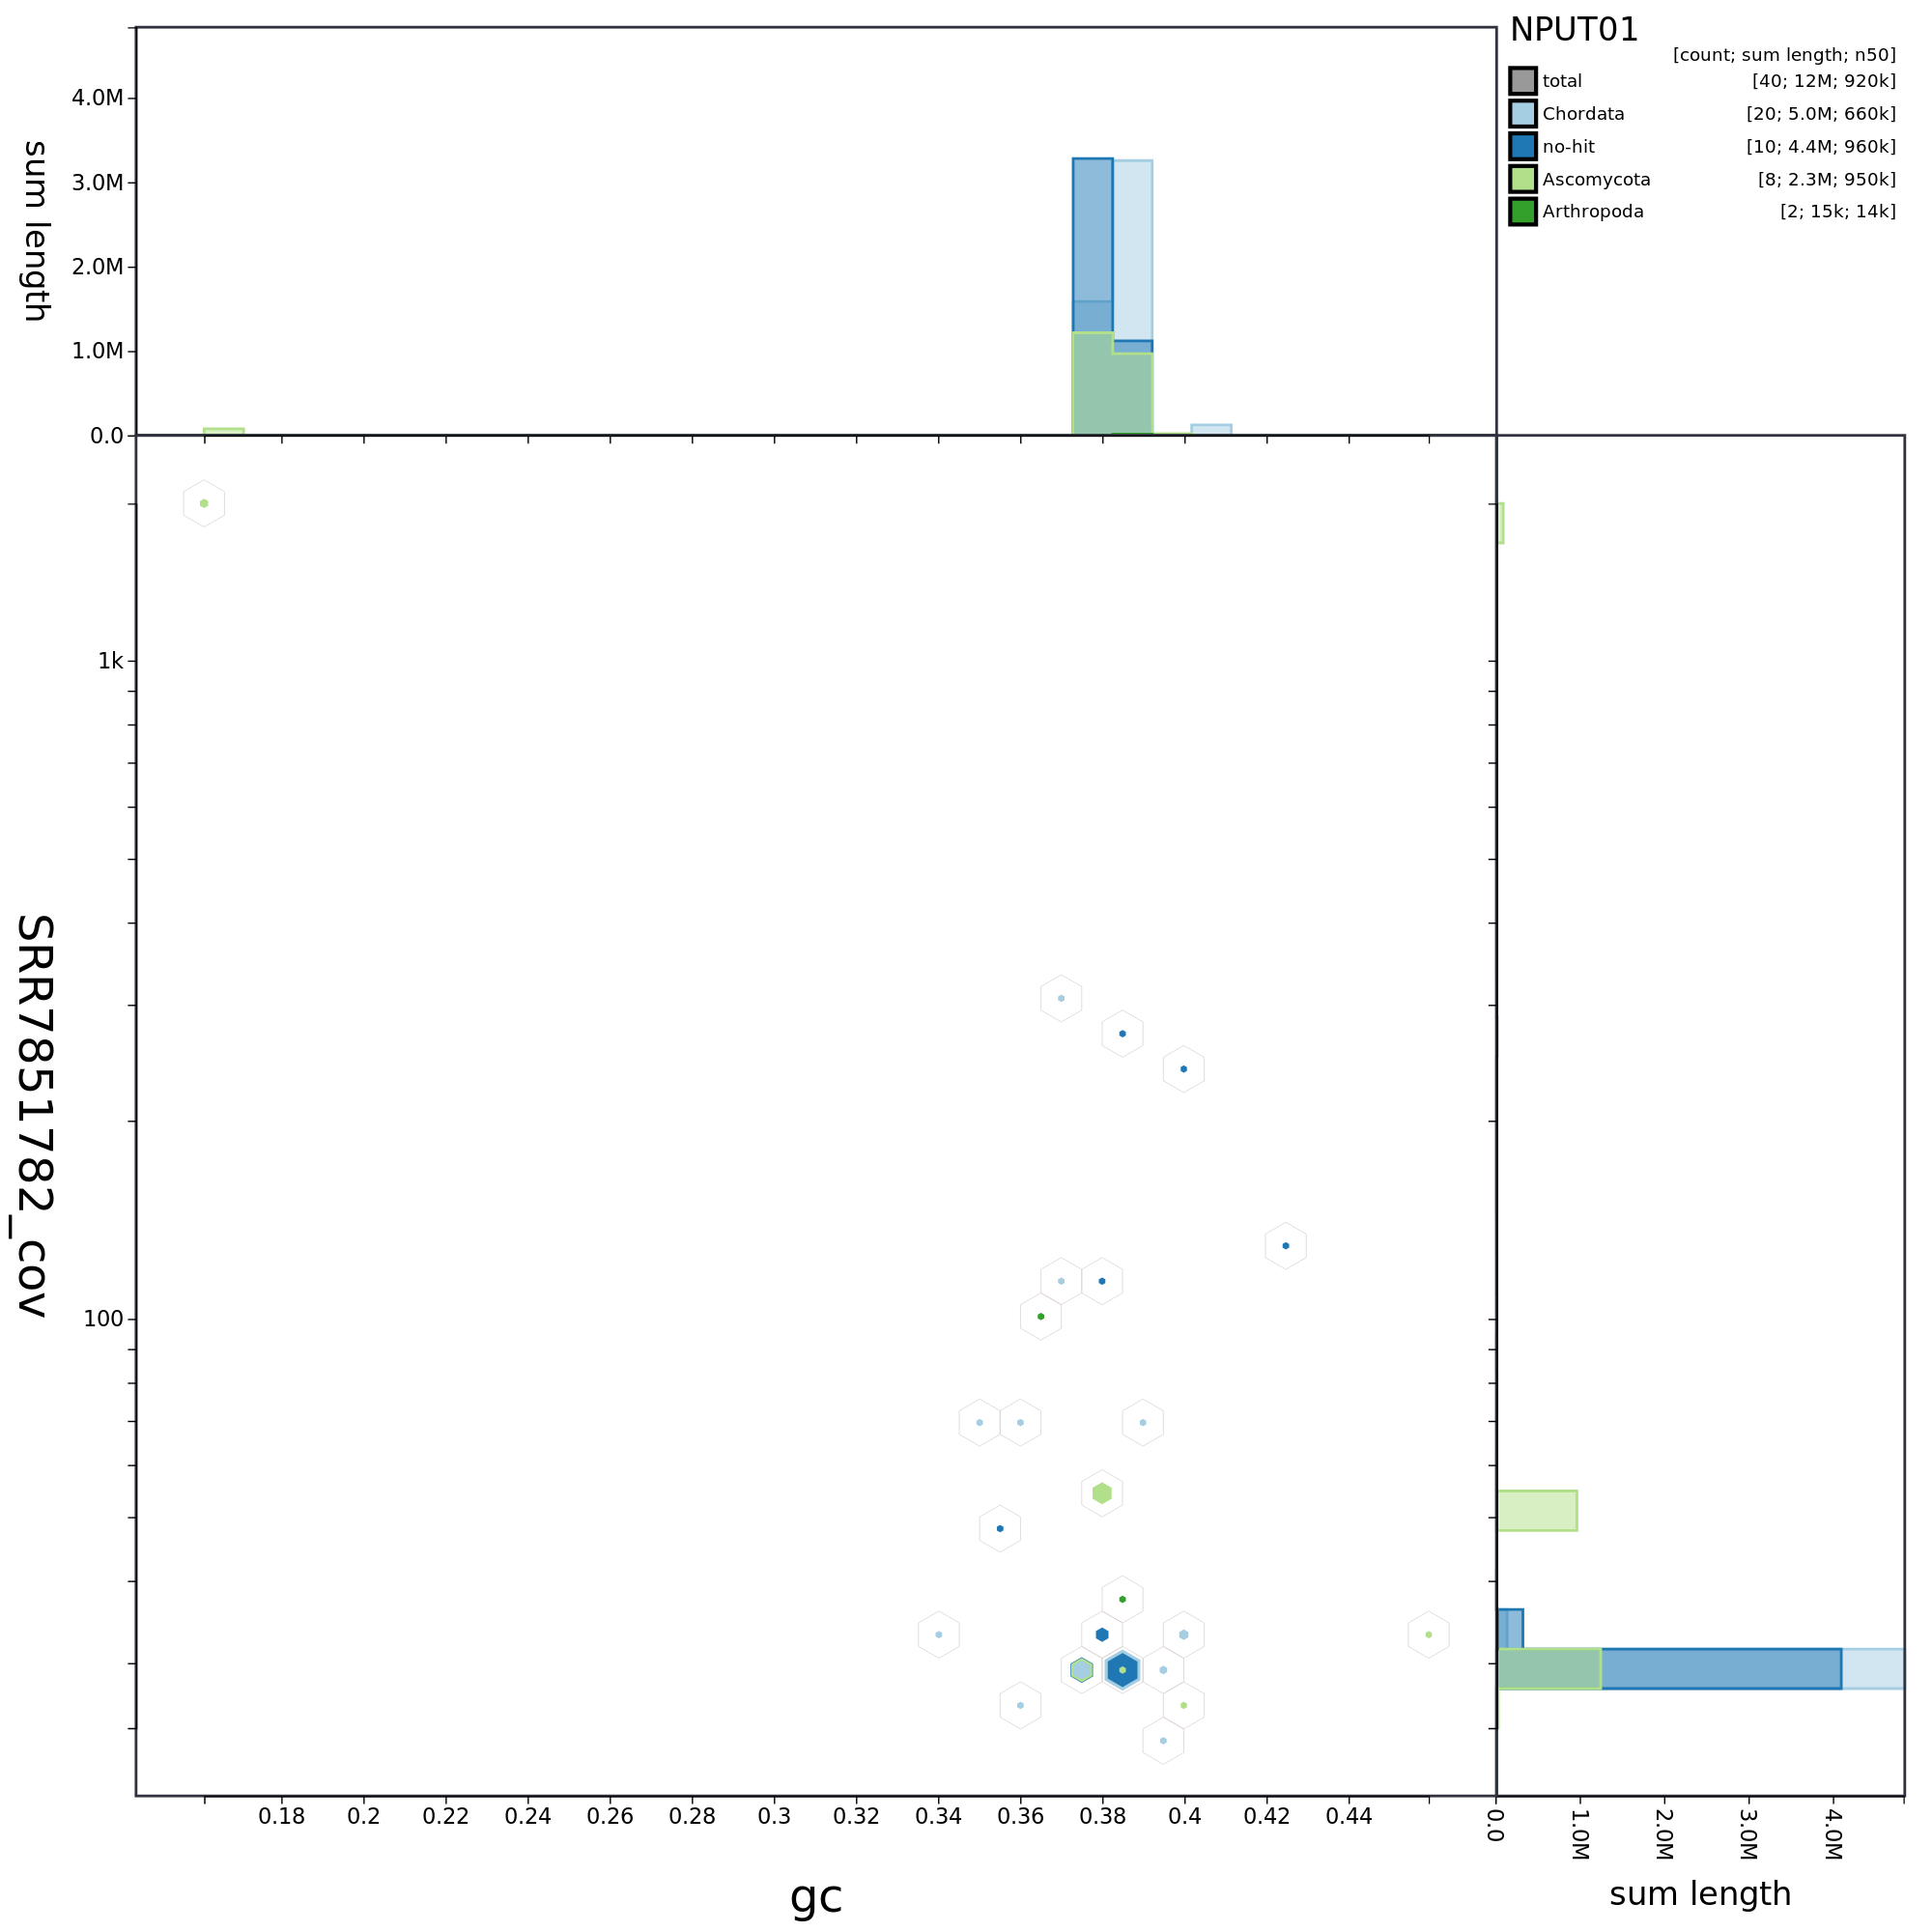 NPUT01
[count; sum length; n50]
total [40; 12M; 920k]
Chordata [20; 5.0M; 660k]
no-hit [10; 4.4M; 960k]
Ascomycota [8; 2.3M; 950k]
Arthropoda [2; 15k; 14k]
sum length
4.0M
3.0M
2.0M
1.0M
0.0
SRR7851782_cov
1k
100
0.18 0.2 0.22 0.24 0.26 0.28 0.3 0.32 0.34 0.36 0.38 0.4 0.42 0.44
gc
0.0 1.0M 2.0M 3.0M 4.0M
sum length